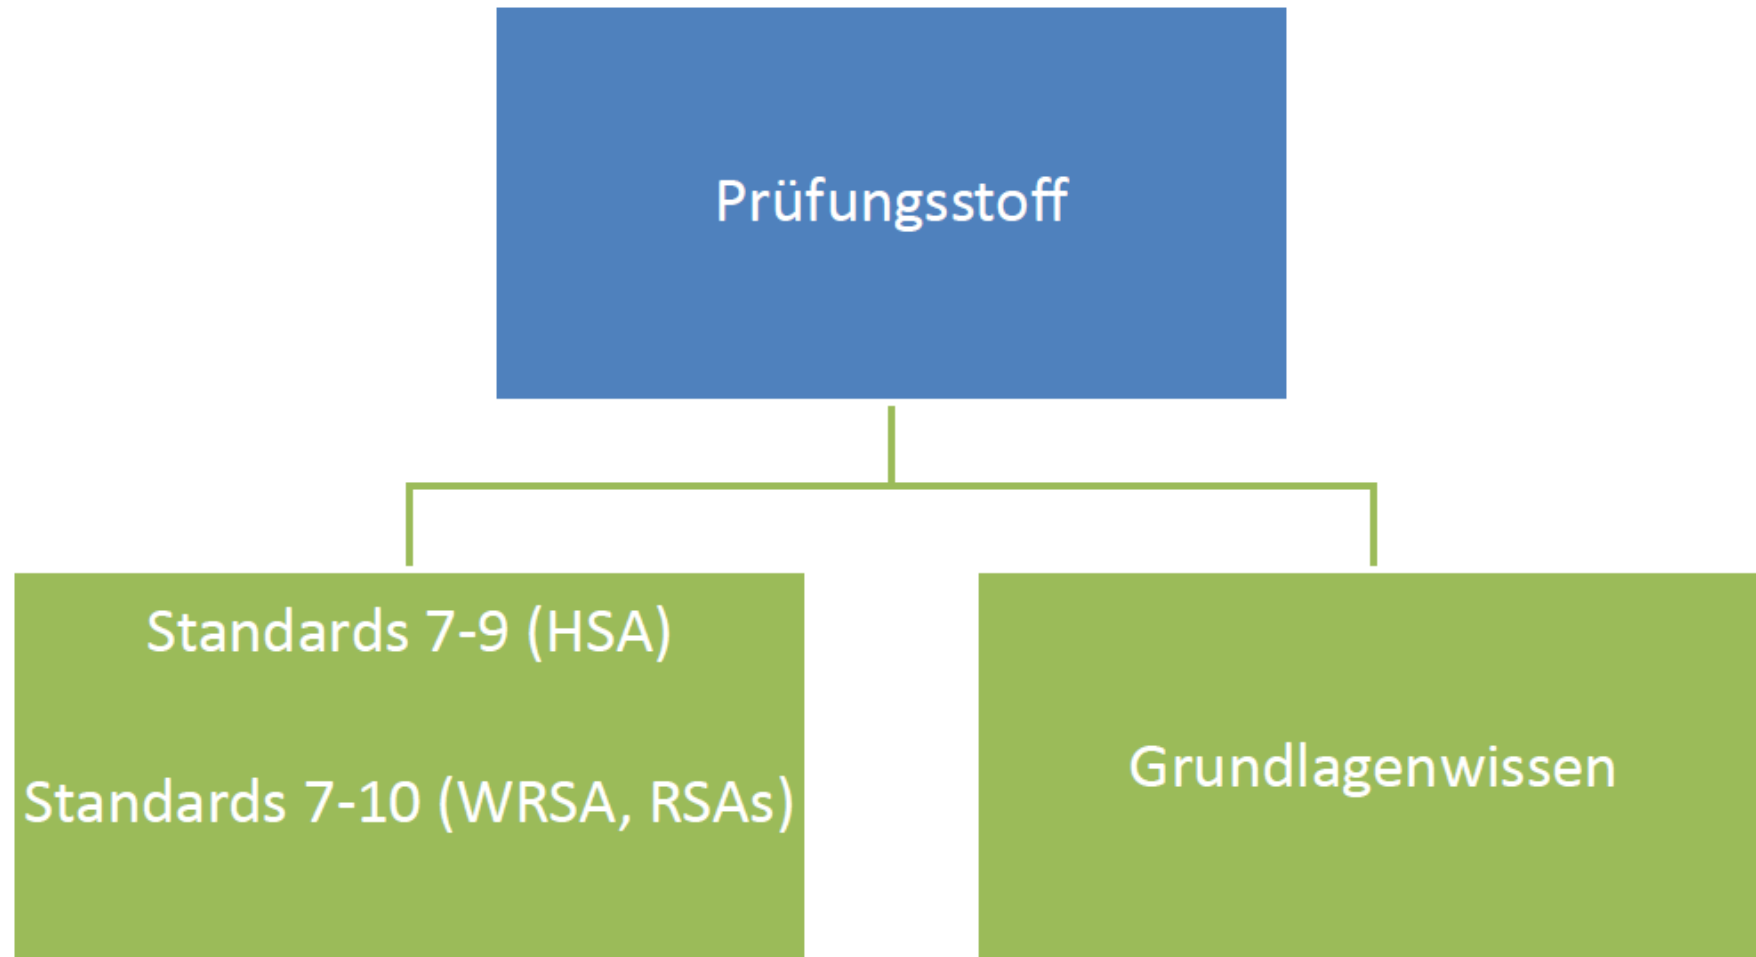 Prüfungsstoff
Standards 7-9 (HSA)
Standards 7-10 (WRSA, RSAs)
Grundlagenwissen